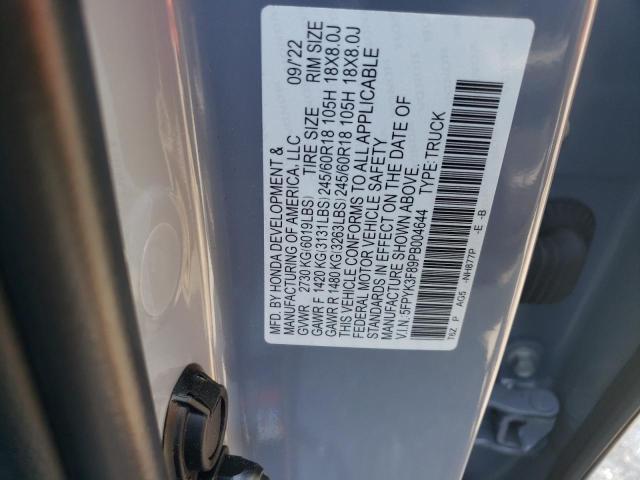 MFD. BY HONDA DEVELOPMENT &
MANUFACTURING OF AMERICA, LLC 09/'22
GVWR 2730 KG(6019LBS) TIRE SIZE RIM SIZE
GAWR F 1420 KG(3131LBS) 245/60R18 105H 18X8.0J
GAWR R 1480 KG(3263LBS) 245/60R18 105H 18X8.0J
THIS VEHICLE CONFORMS TO ALL APPLICABLE
FEDERAL MOTOR VEHICLE SAFETY
STANDARDS IN EFFECT ON THE DATE OF
MANUFACTURE SHOWN ABOVE.
V.I.N.: 5FPYK3F89PB004644 TYPE: TRUCK
T6Z P AG5 -NH877P -E -B